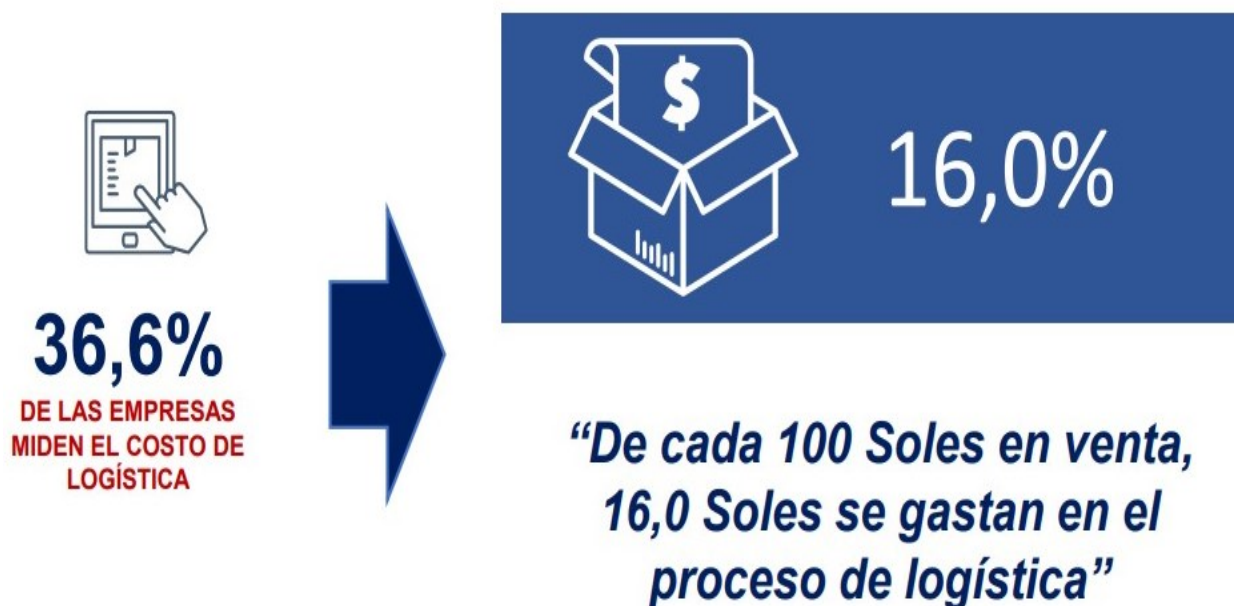 36,6%
DE LAS EMPRESAS
MIDEN EL COSTO DE
LOGÍSTICA
$
16,0%
“De cada 100 Soles en venta,
16,0 Soles se gastan en el
proceso de logística”